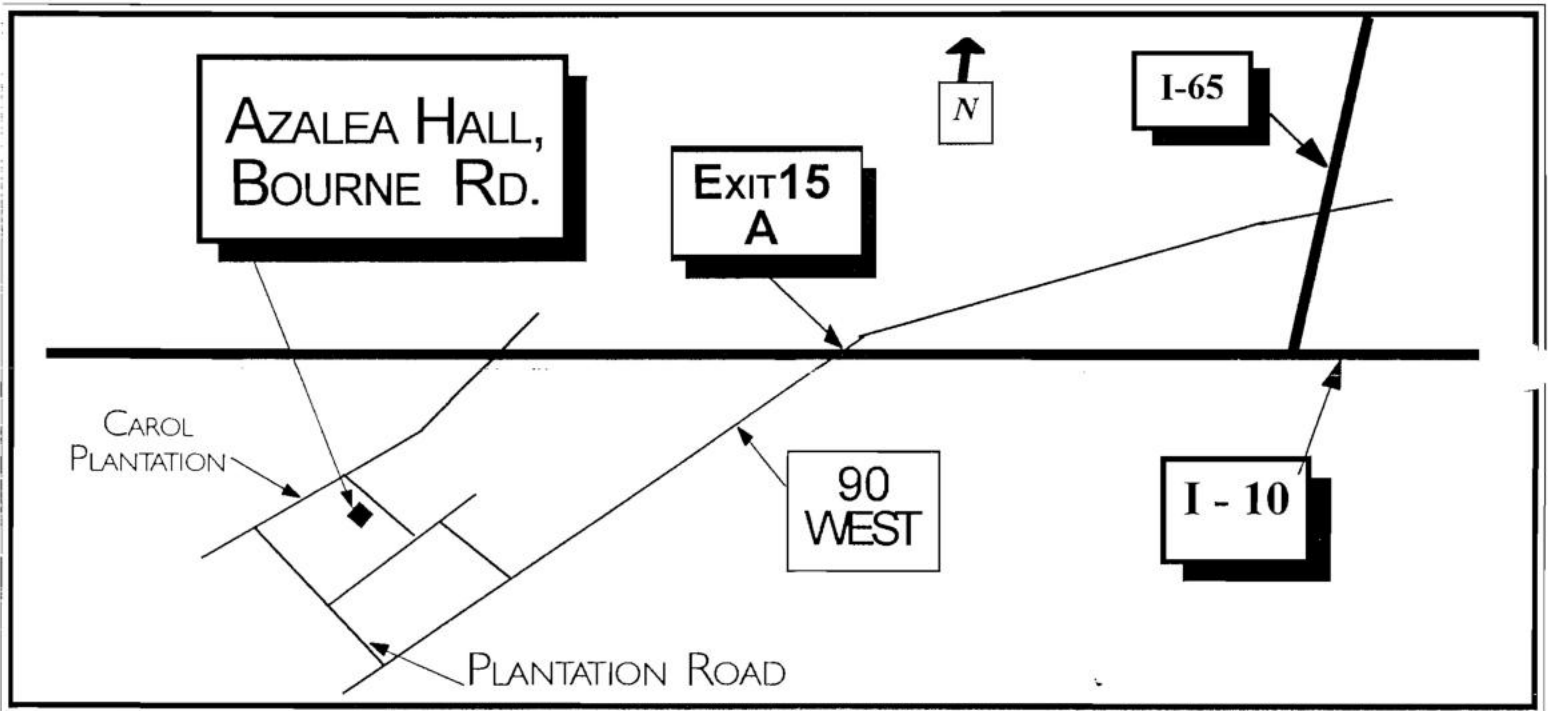 AZALEA HALL,
BOURNE RD.
N
I-65
EXIT15
A
CAROL
PLANTATION
90
WEST
I - 10
PLANTATION ROAD